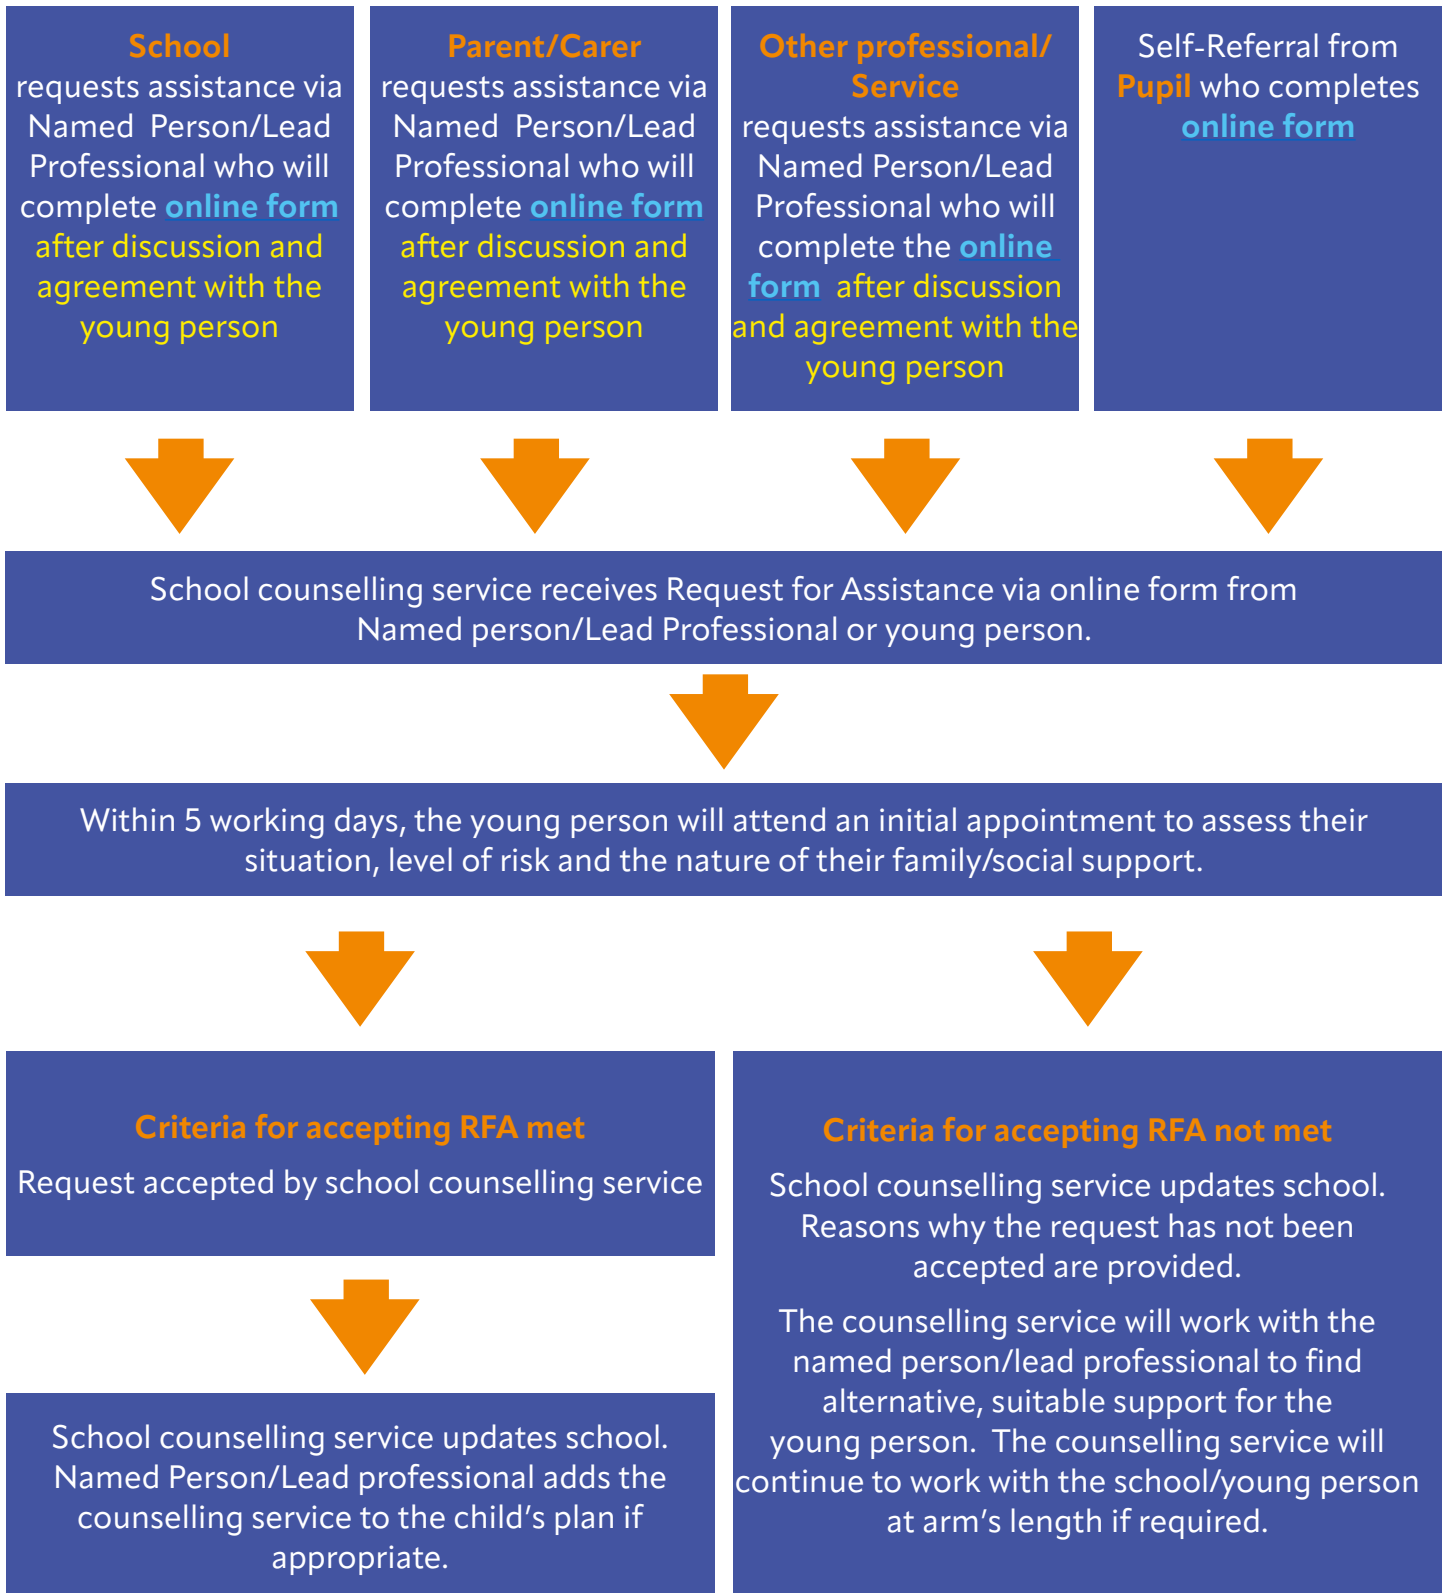 School
requests assistance via
Named Person/Lead
Professional who will
complete online form
after discussion and
agreement with the
young person
Parent/Carer
requests assistance via
Named Person/Lead
Professional who will
complete online form
after discussion and
agreement with the
young person
Other professional/
Service
requests assistance via
Named Person/Lead
Professional who will
complete the online
form after discussion
and agreement with the
young person
Self-Referral from
Pupil who completes
online form
School counselling service receives Request for Assistance via online form from
Named person/Lead Professional or young person.
Within 5 working days, the young person will attend an initial appointment to assess their
situation, level of risk and the nature of their family/social support.
Criteria for accepting RFA met
Request accepted by school counselling service
School counselling service updates school.
Named Person/Lead professional adds the
counselling service to the child’s plan if
appropriate.
Criteria for accepting RFA not met
School counselling service updates school.
Reasons why the request has not been
accepted are provided.
The counselling service will work with the
named person/lead professional to find
alternative, suitable support for the
young person. The counselling service will
continue to work with the school/young person
at arm’s length if required.